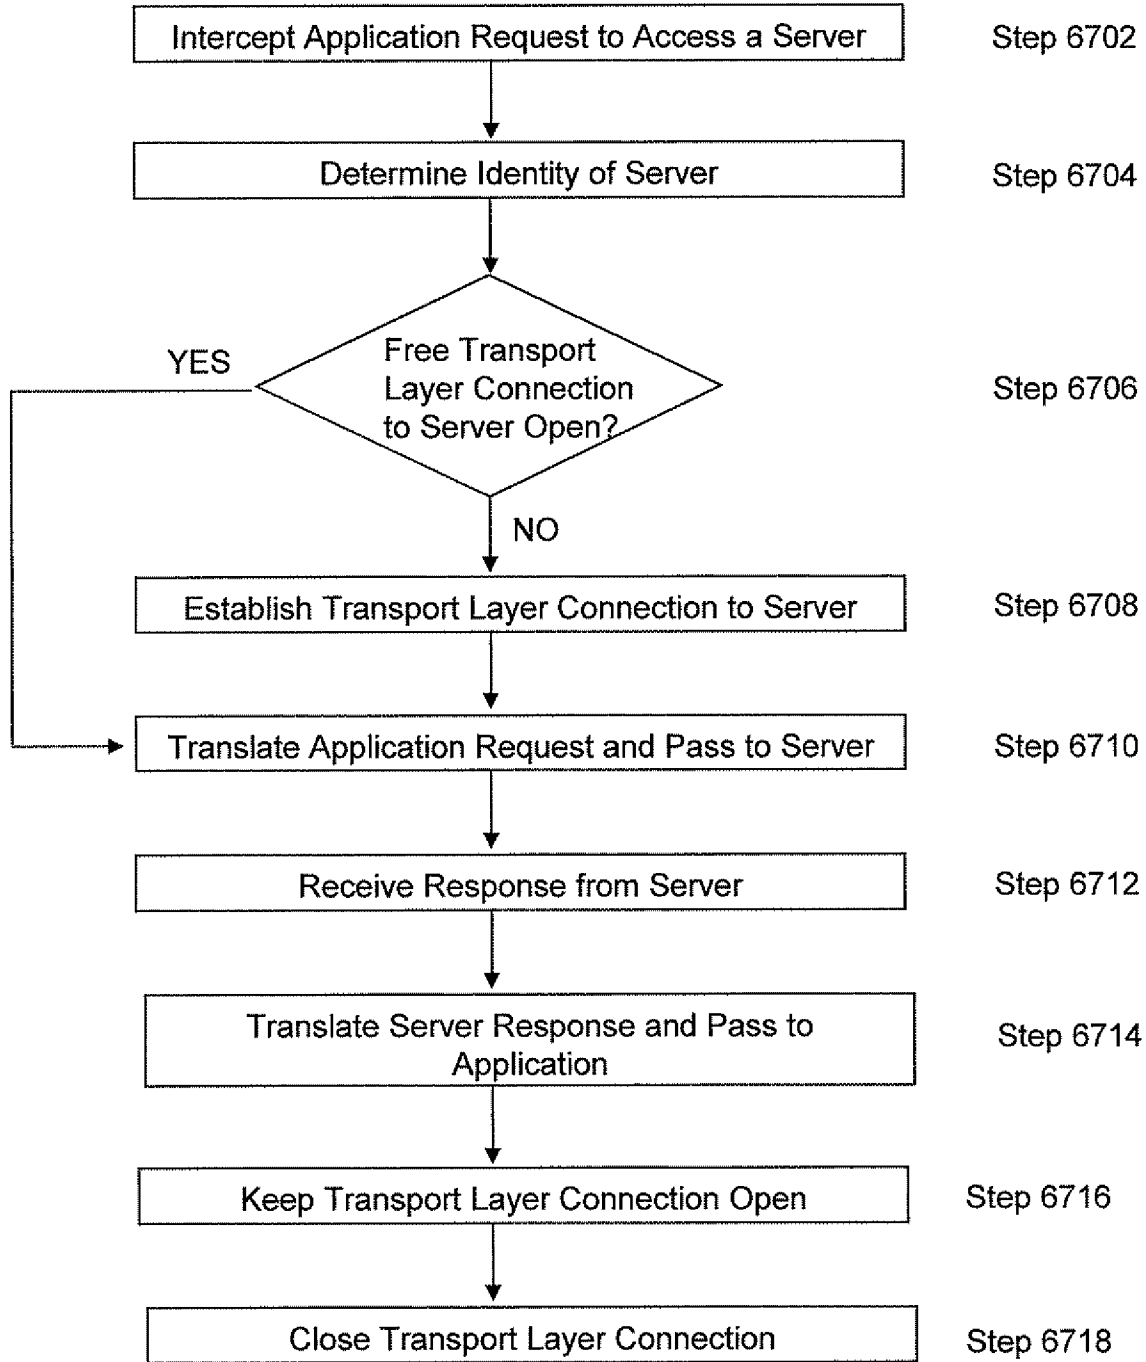 Intercept Application Request to Access a Server
Step 6702
Determine Identity of Server
Step 6704
YES
Free Transport
Layer Connection
to Server Open?
Step 6706
NO
Establish Transport Layer Connection to Server
Step 6708
Translate Application Request and Pass to Server
Step 6710
Receive Response from Server
Step 6712
Translate Server Response and Pass to
Application
Step 6714
Keep Transport Layer Connection Open
Step 6716
Close Transport Layer Connection
Step 6718